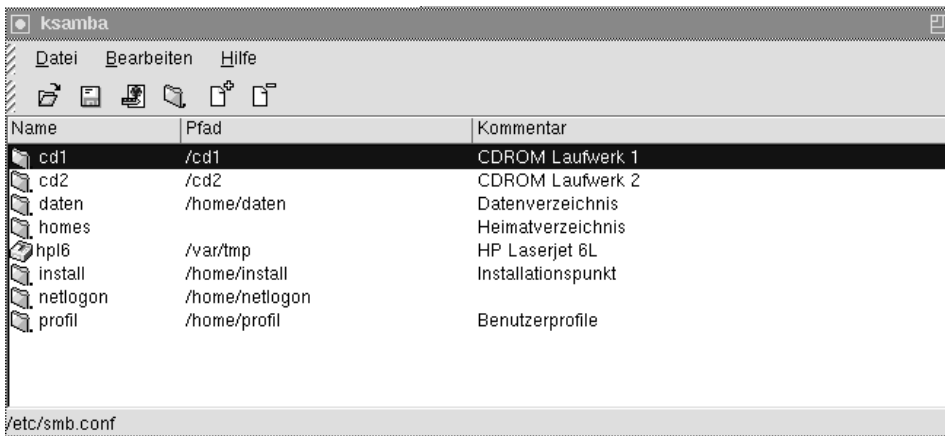 ksamba
Datei Bearbeiten Hilfe
Name Pfad Kommentar
cd1 /cd1 CDROM Laufwerk 1
cd2 /cd2 CDROM Laufwerk 2
daten /home/daten Datenverzeichnis
homes Heimatverzeichnis
hpl6 /var/tmp HP Laserjet 6L
install /home/install Installationspunkt
netlogon /home/netlogon
profil /home/profil Benutzerprofile
/etc/smb.conf